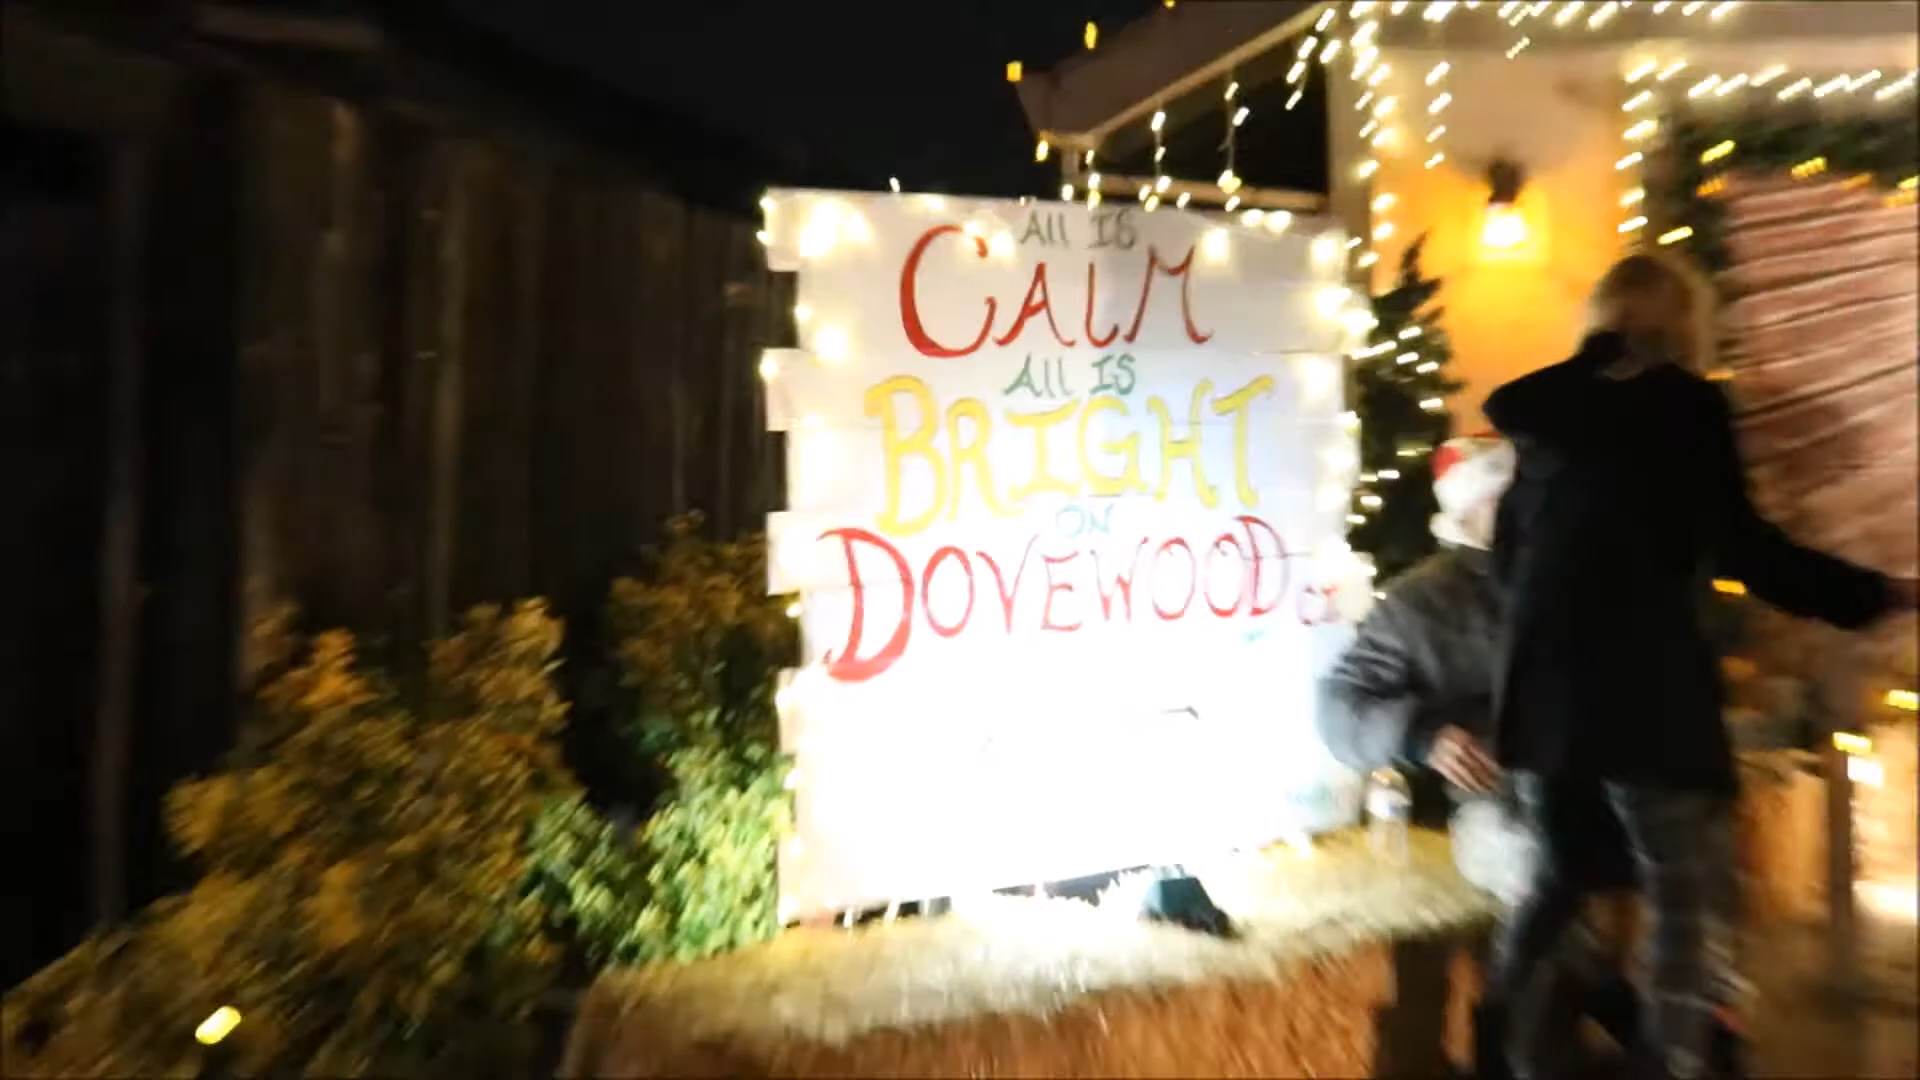 All IS
CALM
All IS
BRIGHT
ON
DOVEWOOD